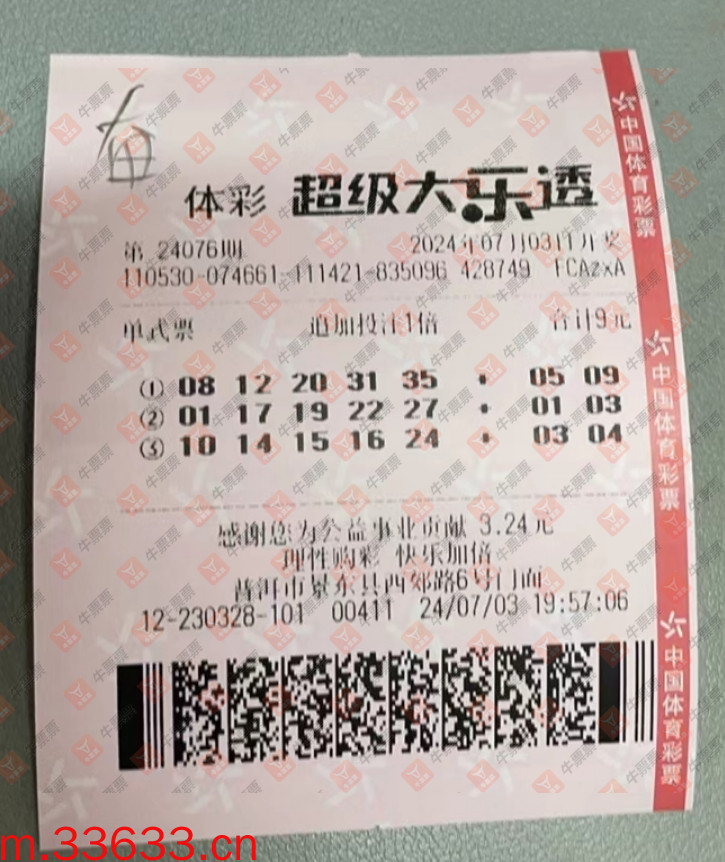 体彩 超级大乐透
第 24076期 2024年07月03日开奖
110530-074661-111421-835096 428749 FCAzxA
单式票 追加投注1倍 合计9元
① 08 12 20 31 35 • 05 09
② 01 17 19 22 27 • 01 03
③ 10 14 15 16 24 • 03 04
感谢您为公益事业贡献 3.24元
理性购彩 快乐加倍
普洱市景东县西郊路6号门面
12-230328-101 00411 24/07/03 19:57:06
中国体育彩票
中国体育彩票
中国体育彩票
牛票票
m.33633.cn